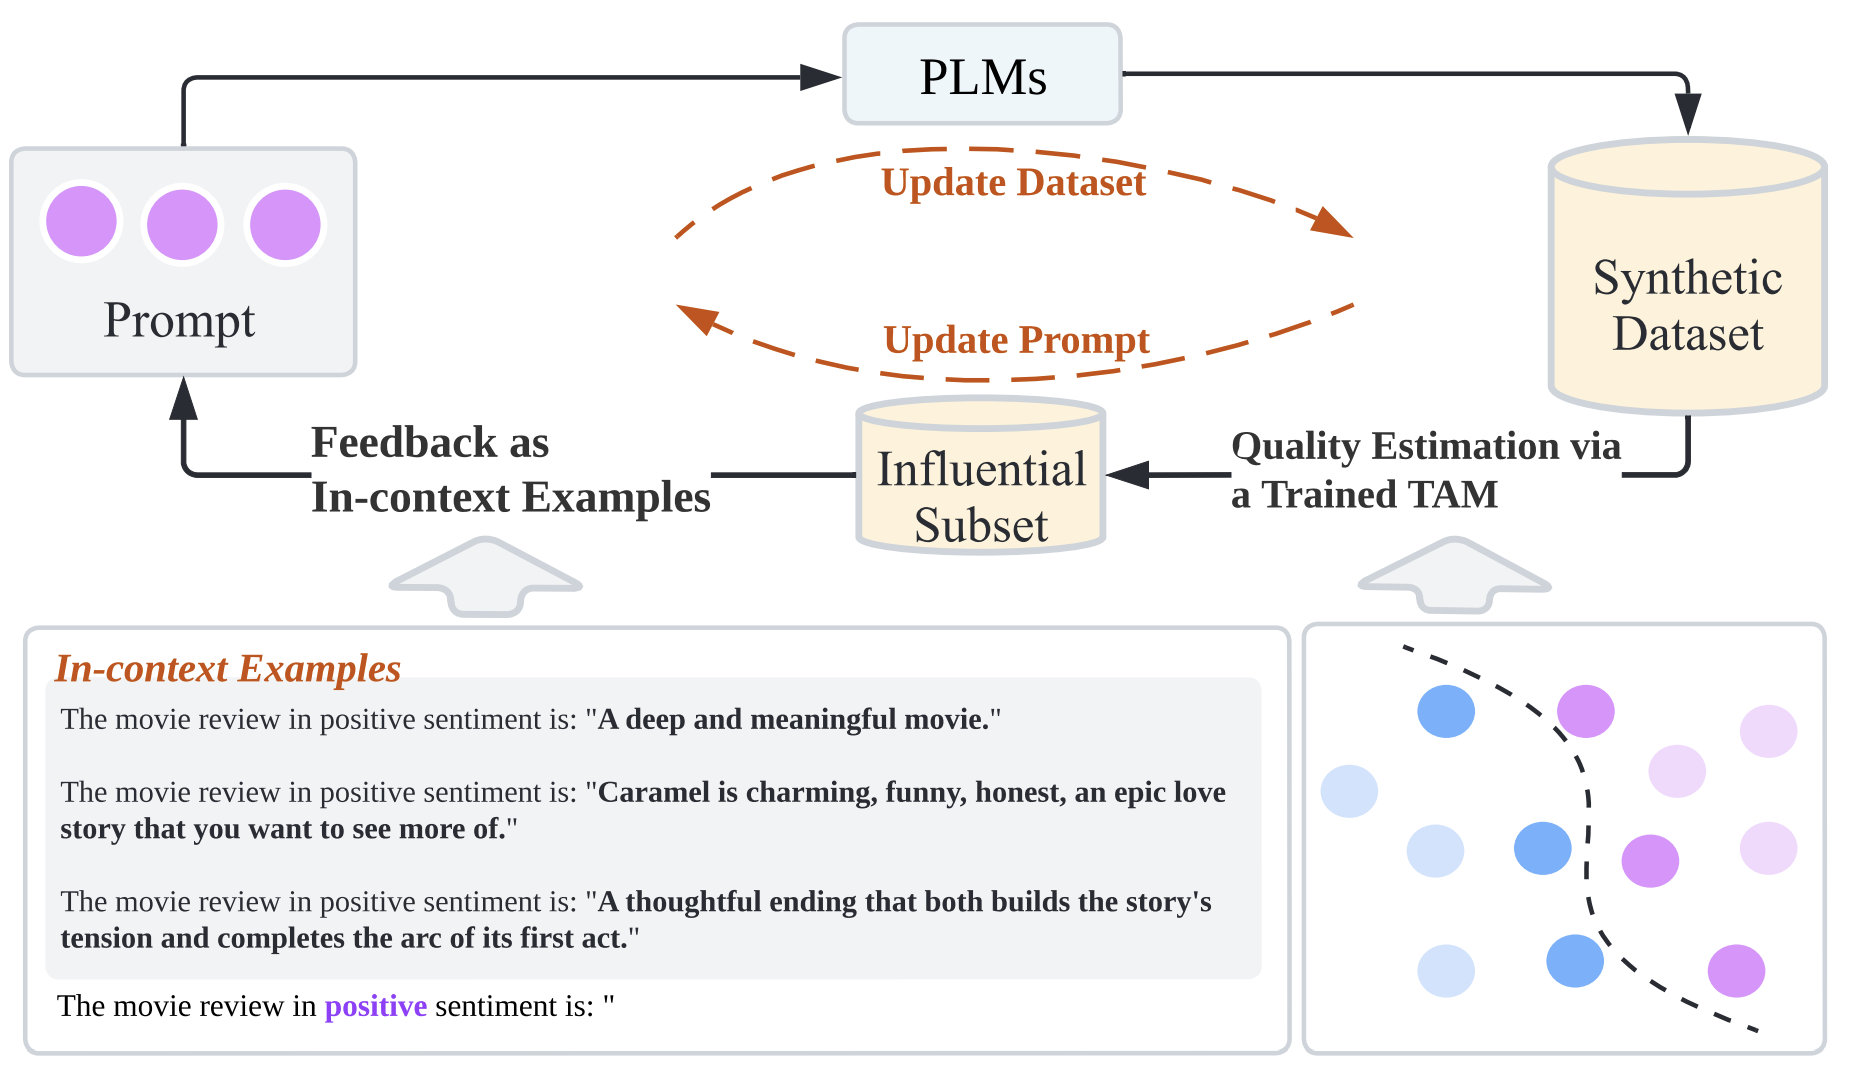 PLMs
Update Dataset
Prompt
Synthetic
Dataset
Update Prompt
Feedback as
In-context Examples
Influential
Subset
Quality Estimation via
a Trained TAM
In-context Examples
The movie review in positive sentiment is: "A deep and meaningful movie."
The movie review in positive sentiment is: "Caramel is charming, funny, honest, an epic love
story that you want to see more of."
The movie review in positive sentiment is: "A thoughtful ending that both builds the story's
tension and completes the arc of its first act."
The movie review in positive sentiment is: "